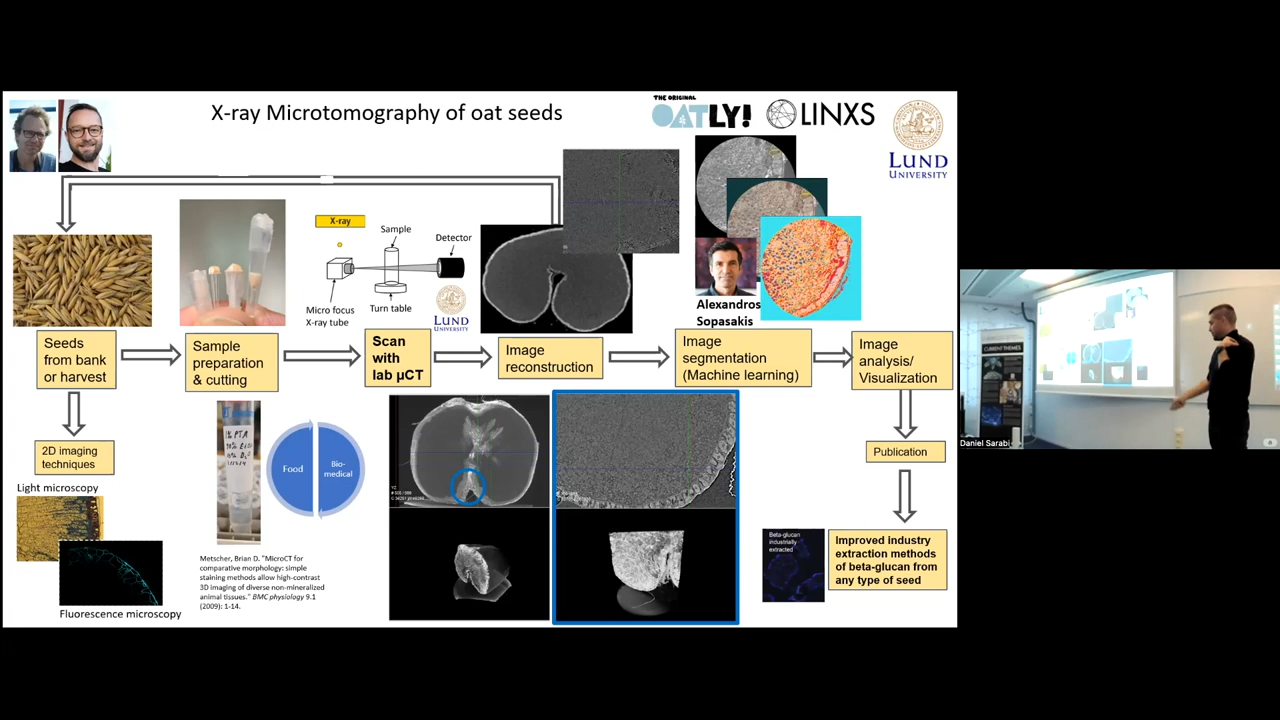 X-ray Microtomography of oat seeds
THE ORIGINAL
OATLY!
LINXS
LUND
UNIVERSITY
X-ray
Sample
Detector
Micro focus
X-ray tube
Turn table
LUND
UNIVERSITY
Alexandros
Sopasakis
Seeds
from bank
or harvest
Sample
preparation
& cutting
Scan
with
lab µCT
Image
reconstruction
Image
segmentation
(Machine learning)
Image
analysis/
Visualization
2D imaging
techniques
Light microscopy
Fluorescence microscopy
1% PTA
Food
Bio-
medical
Metscher, Brian D. "MicroCT for
comparative morphology: simple
staining methods allow high-contrast
3D imaging of diverse non-mineralized
animal tissues." BMC physiology 9.1
(2009): 1-14.
Publication
Beta-glucan
industrially
extracted
Improved industry
extraction methods
of beta-glucan from
any type of seed
CURRENT THEMES
Daniel Sarabi